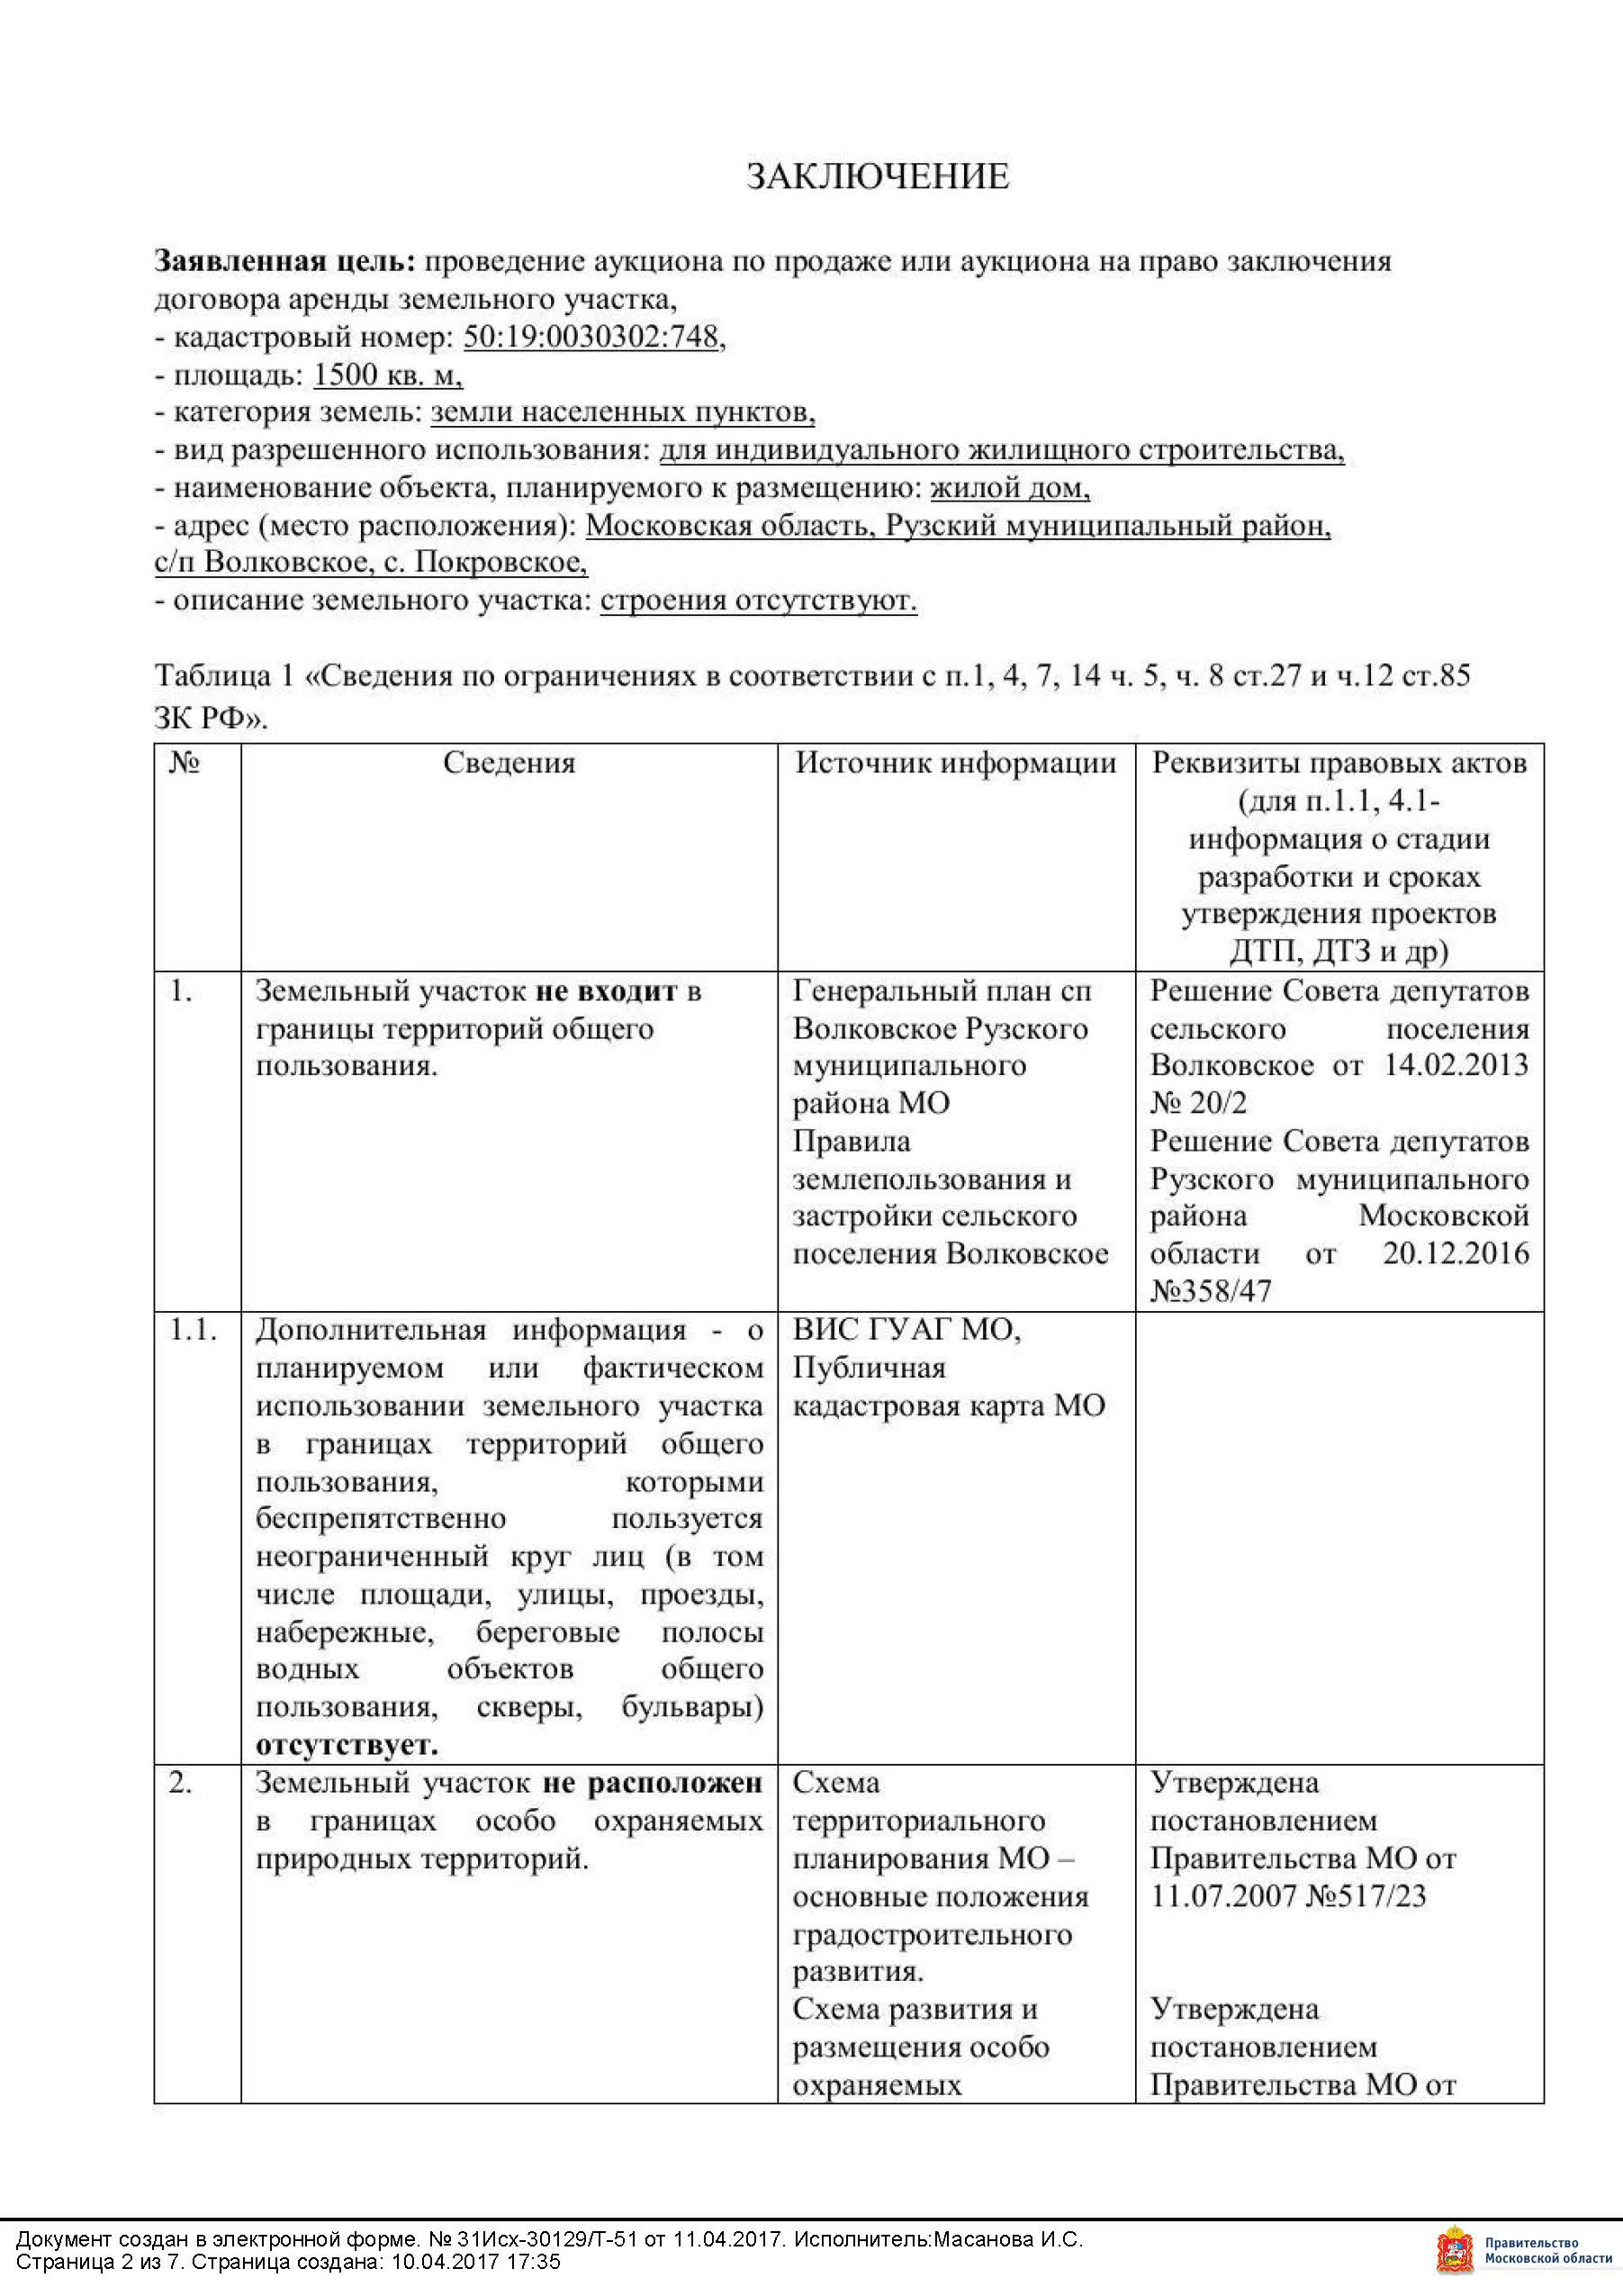 ЗАКЛЮЧЕНИЕ
Заявленная цель: проведение аукциона по продаже или аукциона на право заключения
договора аренды земельного участка,
- кадастровый номер: 50:19:0030302:748,
- площадь: 1500 кв. м,
- категория земель: земли населенных пунктов,
- вид разрешенного использования: для индивидуального жилищного строительства,
- наименование объекта, планируемого к размещению: жилой дом,
- адрес (место расположения): Московская область, Рузский муниципальный район,
с/п Волковское, с. Покровское,
- описание земельного участка: строения отсутствуют.
Таблица 1 «Сведения по ограничениях в соответствии с п.1, 4, 7, 14 ч. 5, ч. 8 ст.27 и ч.12 ст.85
ЗК РФ».
№
Сведения
Источник информации
Реквизиты правовых актов
(для п.1.1, 4.1-
информация о стадии
разработки и сроках
утверждения проектов
ДТП, ДТЗ и др)
1.
Земельный участок не входит в
границы территорий общего
пользования.
Генеральный план сп
Волковское Рузского
муниципального
района МО
Правила
землепользования и
застройки сельского
поселения Волковское
Решение Совета депутатов
сельского поселения
Волковское от 14.02.2013
№ 20/2
Решение Совета депутатов
Рузского муниципального
района Московской
области от 20.12.2016
№358/47
1.1.
Дополнительная информация - о
планируемом или фактическом
использовании земельного участка
в границах территорий общего
пользования, которыми
беспрепятственно пользуется
неограниченный круг лиц (в том
числе площади, улицы, проезды,
набережные, береговые полосы
водных объектов общего
пользования, скверы, бульвары)
отсутствует.
ВИС ГУАГ МО,
Публичная
кадастровая карта МО
2.
Земельный участок не расположен
в границах особо охраняемых
природных территорий.
Схема
территориального
планирования МО –
основные положения
градостроительного
развития.
Схема развития и
размещения особо
охраняемых
Утверждена
постановлением
Правительства МО от
11.07.2007 №517/23
Утверждена
постановлением
Правительства МО от
Документ создан в электронной форме. № 31Исх-30129/Т-51 от 11.04.2017. Исполнитель:Масанова И.С.
Страница 2 из 7. Страница создана: 10.04.2017 17:35
Правительство
Московской области